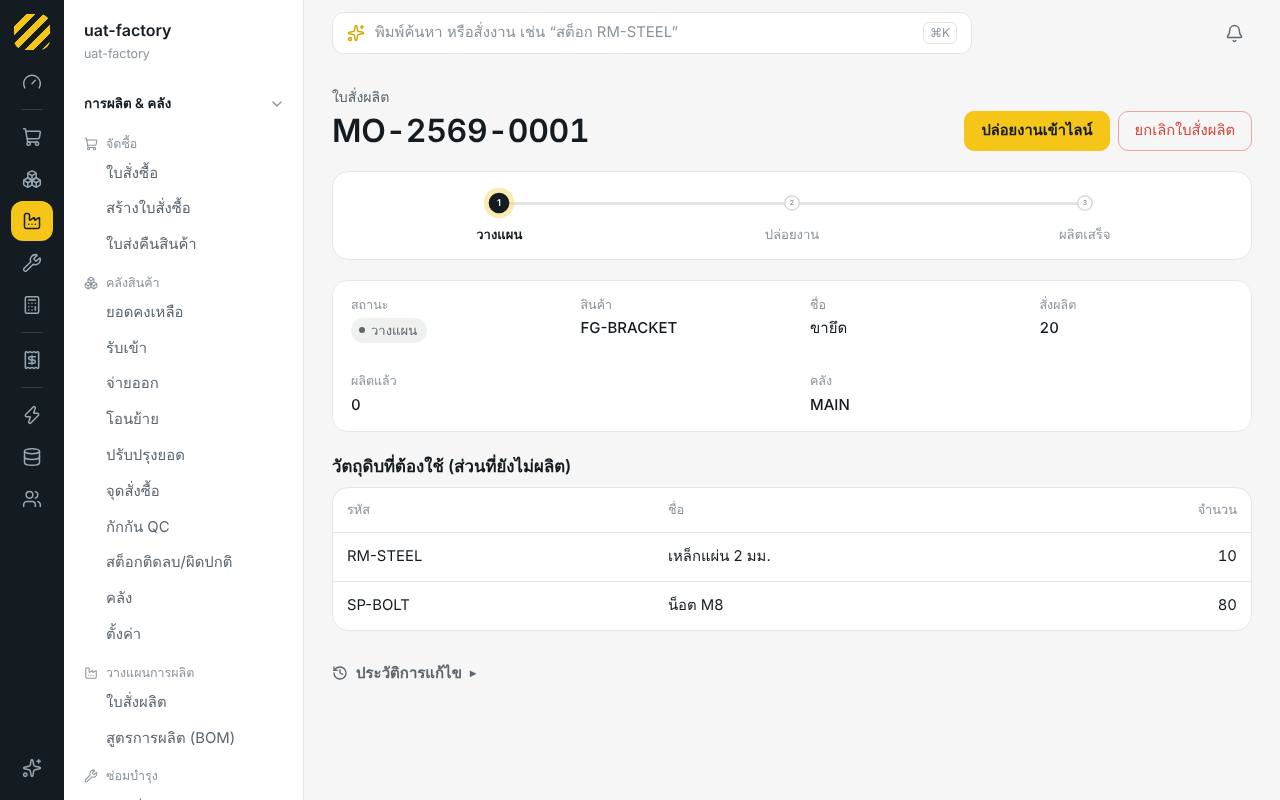 uat-factory
uat-factory
การผลิต & คลัง
จัดซื้อ
ใบสั่งซื้อ
สร้างใบสั่งซื้อ
ใบส่งคืนสินค้า
คลังสินค้า
ยอดคงเหลือ
รับเข้า
จ่ายออก
โอนย้าย
ปรับปรุงยอด
จุดสั่งซื้อ
กักกัน QC
สต็อกติดลบ/ผิดปกติ
คลัง
ตั้งค่า
วางแผนการผลิต
ใบสั่งผลิต
สูตรการผลิต (BOM)
ซ่อมบำรุง
พิมพ์ค้นหา หรือสั่งงาน เช่น “สต็อก RM-STEEL”
⌘K
ใบสั่งผลิต
MO-2569-0001
ปล่อยงานเข้าไลน์
ยกเลิกใบสั่งผลิต
1
2
3
วางแผน
ปล่อยงาน
ผลิตเสร็จ
สถานะ
สินค้า
ชื่อ
สั่งผลิต
วางแผน
FG-BRACKET
ขายึด
20
ผลิตแล้ว
คลัง
0
MAIN
วัตถุดิบที่ต้องใช้ (ส่วนที่ยังไม่ผลิต)
รหัส
ชื่อ
จำนวน
RM-STEEL
เหล็กแผ่น 2 มม.
10
SP-BOLT
น็อต M8
80
ประวัติการแก้ไข ▸